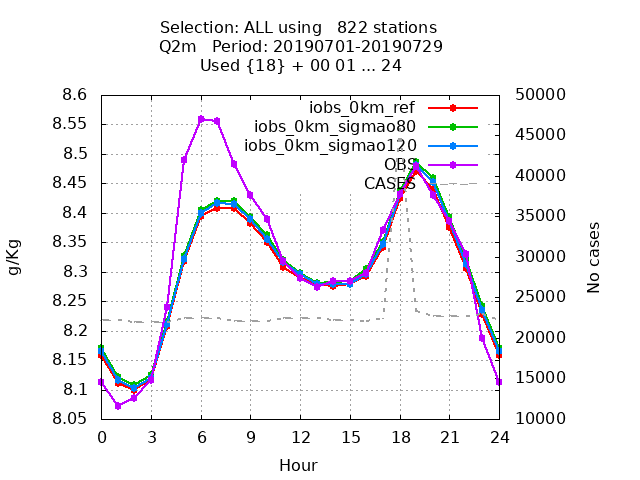 Selection: ALL using   822 stations
Q2m   Period: 20190701-20190729
Used {18} + 00 01 ... 24
iobs_0km_ref
iobs_0km_sigmao80
iobs_0km_sigmao120
OBS
CASES
8.6
8.55
8.5
8.45
8.4
8.35
8.3
8.25
8.2
8.15
8.1
8.05
g/Kg
50000
45000
40000
35000
30000
25000
20000
15000
10000
No cases
0 3 6 9 12 15 18 21 24
Hour